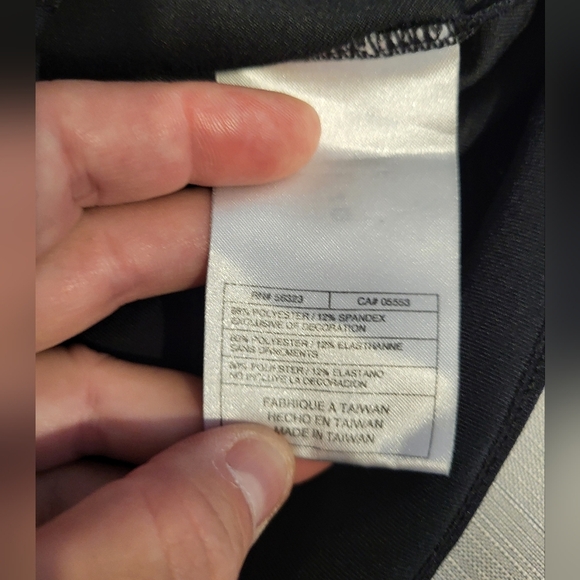 RN# 56323 CA# 05553
88% POLYESTER / 12% SPANDEX
EXCLUSIVE OF DECORATION
88% POLYESTER / 12% ELASTHANNE
SANS ORNEMENTS
88% POLIESTER / 12% ELASTANO
NO INCLUYE LA DECORACION
FABRIQUE A TAIWAN
HECHO EN TAIWAN
MADE IN TAIWAN